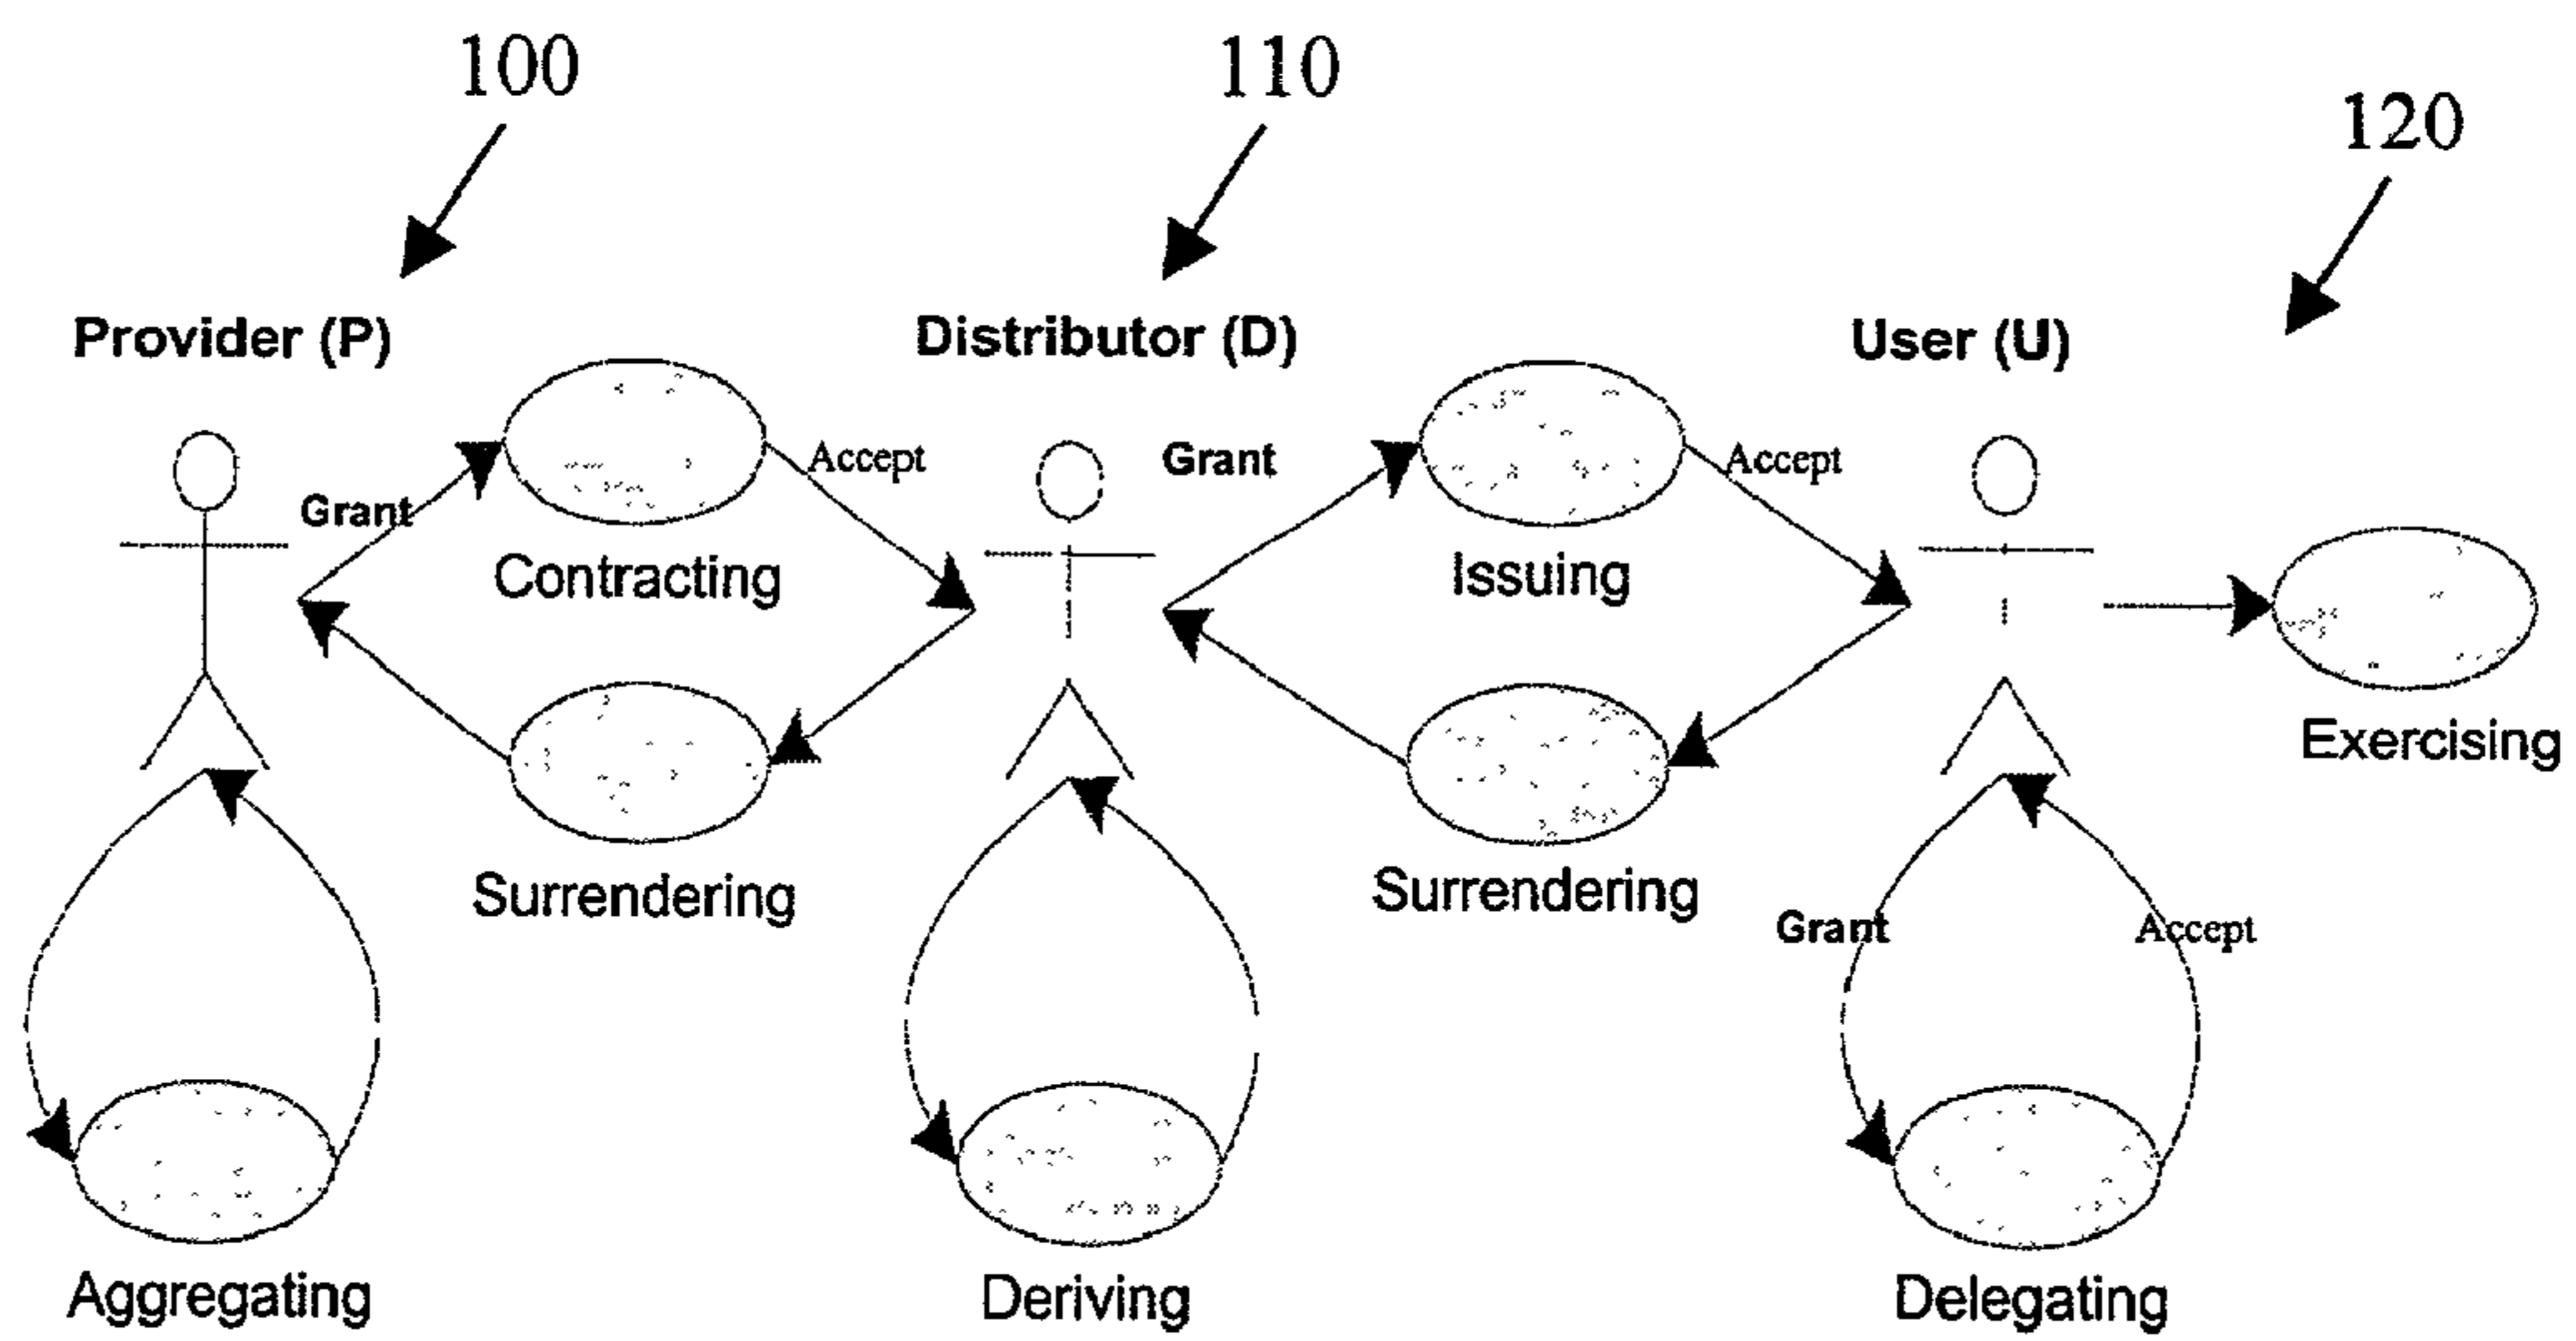 100
110
120
Provider (P)
Distributor (D)
User (U)
Grant
Accept
Grant
Accept
Contracting
Issuing
Exercising
Surrendering
Surrendering
Grant
Accept
Aggregating
Deriving
Delegating